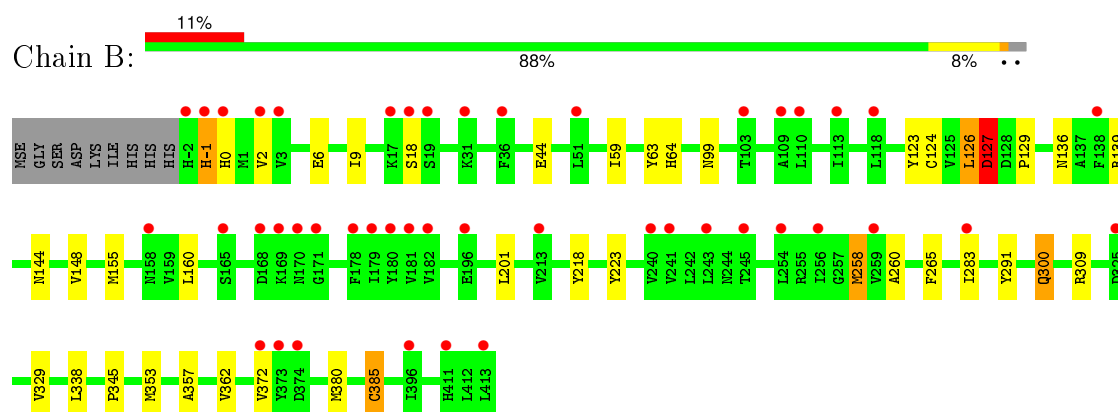 11%
Chain B:
88% 8% • •
MSE GLY SER ASP LYS ILE HIS HIS HIS H-2 H-1 H0 M1 V2 V3 K17 S18 S19 K31 F36 L51 T103 A109 I110 I113 L118 D128 A137 F138
E6 I9 E44 I59 Y63 H64 N99 Y123 C124 V125 L126 D127 P129 N136 R139
N144 V148 M155 N158 V159 L160 S165 D168 K169 N170 G171 F178 I179 Y180 V181 V182 E196 L201 V213 Y218 Y223 V240 V241 L242 L243 N244 T245 L254 R255 I256 G257 M258 V259 A260 F265 I283 Y291 Q300 R309
V329 L338 P345 M353 A357 V362 V372 Y373 D374 M380 C385 I396 H411 L412 L413